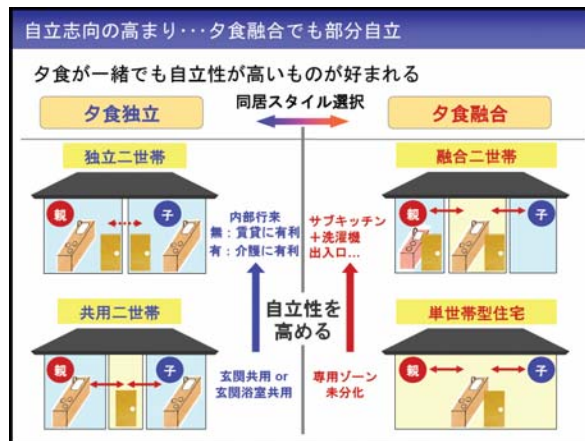 自立志向の高まり･･･夕食融合でも部分自立
夕食が一緒でも自立性が高いものが好まれる
夕食独立
同居スタイル選択
夕食融合
独立二世帯
親
子
内部行来
無：賃貸に有利
有：介護に有利
サブキッチン
＋洗濯機
出入口...
融合二世帯
親
子
共用二世帯
親
子
自立性を
高める
玄関共用 or
玄関浴室共用
専用ゾーン
未分化
単世帯型住宅
親
子